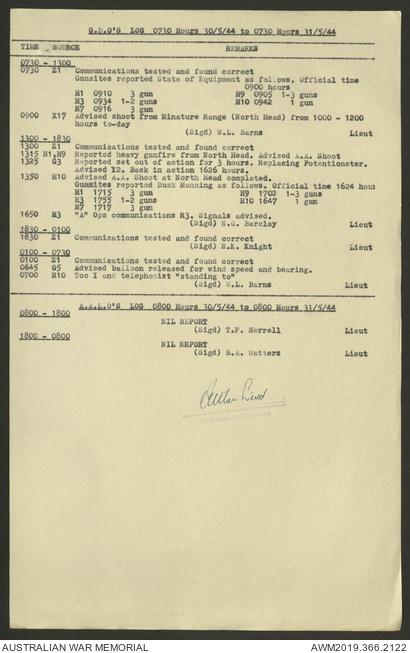 G.D.O'S LOG 0730 Hours 30/5/44 to 0730 Hours 31/5/44
TIME SOURCE REMARKS
0730 - 1300
0730 Z1 Communications tested and found correct
Gunsites reported State of Equipment as follows. Official time
0900 hours
H1 0910 3 gun H9 0905 1-3 guns
H3 0934 1-2 guns H10 0942 1 gun
H7 0916 3 gun
0900 X17 Advised shoot from Minature Range (North Head) from 1000 - 1200
hours to-day
(Sigd) W.L. Barns Lieut
1300 - 1830
1300 Z1 Communications tested and found correct
1315 H1,H9 Reported heavy gunfire from North Head. Advised A.A. Shoot
1325 G3 Reported set out of action for 3 hours. Replacing Potentiometer.
Advised X2. Back in action 1626 hours.
1350 H10 Advised A.A. Shoot at North Head completed.
Gunsites reported Dusk Manning as follows. Official time 1624 hou
H1 1715 3 gun H9 1702 1-3 guns
H3 1755 1-2 guns H10 1647 1 gun
H7 1717 3 gun
1650 H3 "A" Ops communications R3. Signals advised.
(Sigd) N.G. Barclay Lieut
1830 - 0100
1830 Z1 Communications tested and found correct
(Sigd) R.K. Knight Lieut
0100 - 0730
0100 Z1 Communications tested and found correct
0645 G5 Advised balloon released for wind speed and bearing.
0700 H10 Toc I and telephonist "standing to"
(Sigd) W.L. Barns Lieut
A.A.L.O'S LOG 0800 Hours 30/5/44 to 0800 Hours 31/5/44
0800 - 1800
NIL REPORT
(Sigd) T.F. Merrell Lieut
1800 - 0800
NIL REPORT
(Sigd) B.A. Watters Lieut
AUSTRALIAN WAR MEMORIAL AWM2019.366.2122